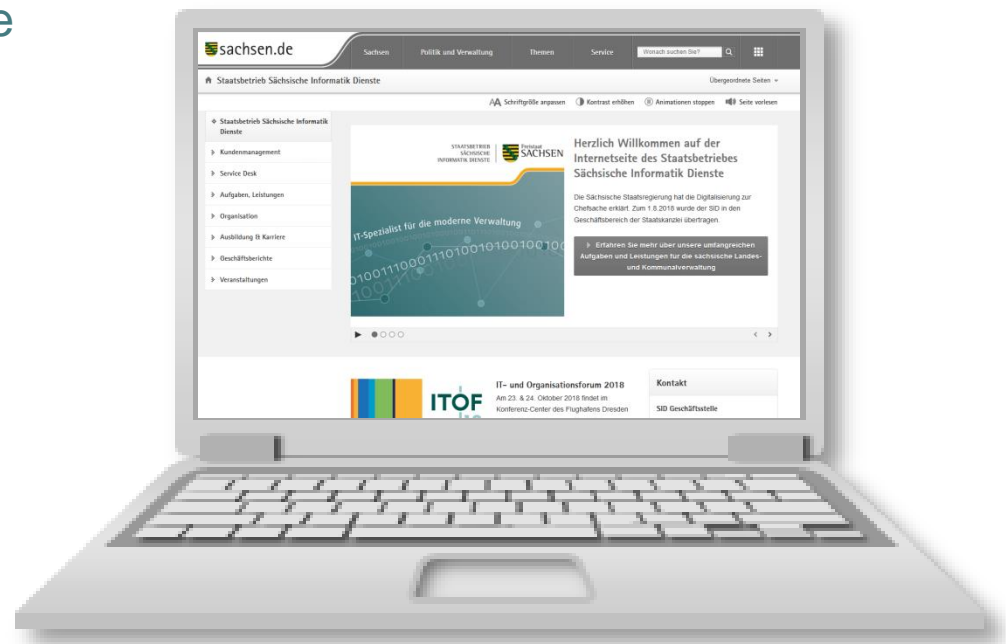 e
sachsen.de
Sachsen
Politik und Verwaltung
Themen
Service
Wonach suchen Sie?
Staatsbetrieb Sächsische Informatik Dienste
Übergeordnete Seiten
AA Schriftgröße anpassen
Kontrast erhöhen
Animationen stoppen
Seite vorlesen
Staatsbetrieb Sächsische Informatik
Dienste
Kundenmanagement
Service Desk
Aufgaben, Leistungen
Organisation
Ausbildung & Karriere
Geschäftsberichte
Veranstaltungen
STAATSBETRIEB
SÄCHSISCHE
INFORMATIK DIENSTE
Freistaat
SACHSEN
IT-Spezialist für die moderne Verwaltung
Herzlich Willkommen auf der
Internetseite des Staatsbetriebes
Sächsische Informatik Dienste
Die Sächsische Staatsregierung hat die Digitalisierung zur
Chefsache erklärt. Zum 1.8.2018 wurde der SID in den
Geschäftsbereich der Staatskanzlei übertragen.
Erfahren Sie mehr über unsere umfangreichen
Aufgaben und Leistungen für die sächsische Landes-
und Kommunalverwaltung
ITOF
IT- und Organisationsforum 2018
Am 23. & 24. Oktober 2018 findet im
Konferenz-Center des Flughafens Dresden
Kontakt
SID Geschäftsstelle